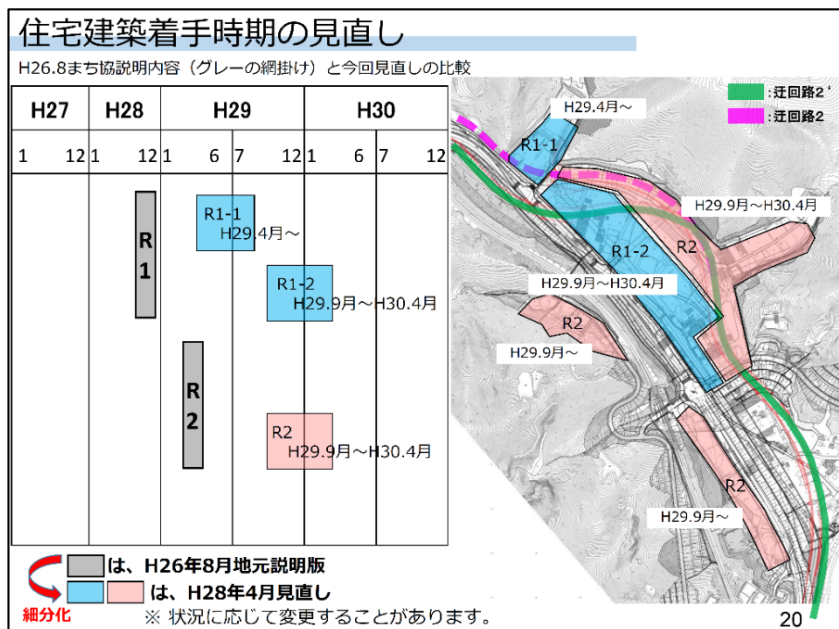 住宅建築着手時期の見直し
H26.8まち協説明内容（グレーの網掛け）と今回見直しの比較
H27 H28 H29 H30
1 12 1 12 1 6 7 12 1 6 7 12
R1
R1-1
H29.4月～
R1-2
H29.9月～H30.4月
R2
R2
H29.9月～H30.4月
は、H26年8月地元説明版
は、H28年4月見直し
細分化
※ 状況に応じて変更することがあります。
:迂回路2'
:迂回路2
H29.4月～
R1-1
H29.9月～H30.4月
R2
R1-2
H29.9月～H30.4月
R2
H29.9月～
R2
H29.9月～
20